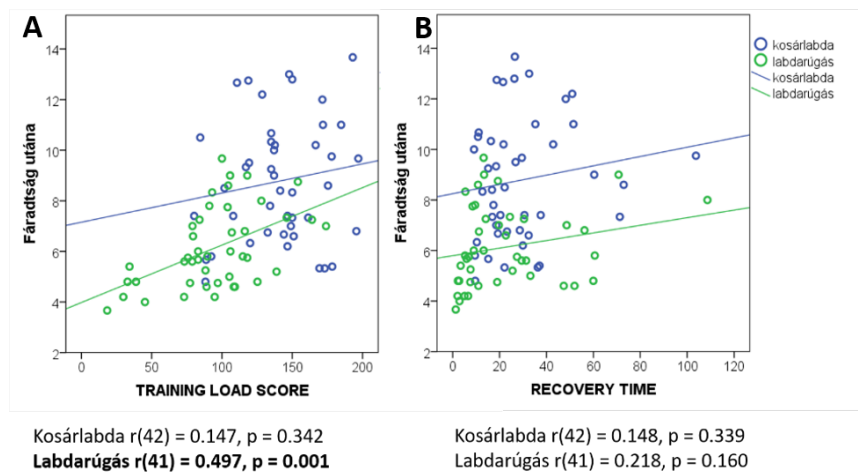 A
14
12
10
8
6
4
2
Fáradtság utána
0
50
100
150
200
TRAINING LOAD SCORE
B
14
12
10
8
6
4
2
Fáradtság utána
0
20
40
60
80
100
120
RECOVERY TIME
kosárlabda
labdarúgás
kosárlabda
labdarúgás
Kosárlabda r(42) = 0.147, p = 0.342
Labdarúgás r(41) = 0.497, p = 0.001
Kosárlabda r(42) = 0.148, p = 0.339
Labdarúgás r(41) = 0.218, p = 0.160